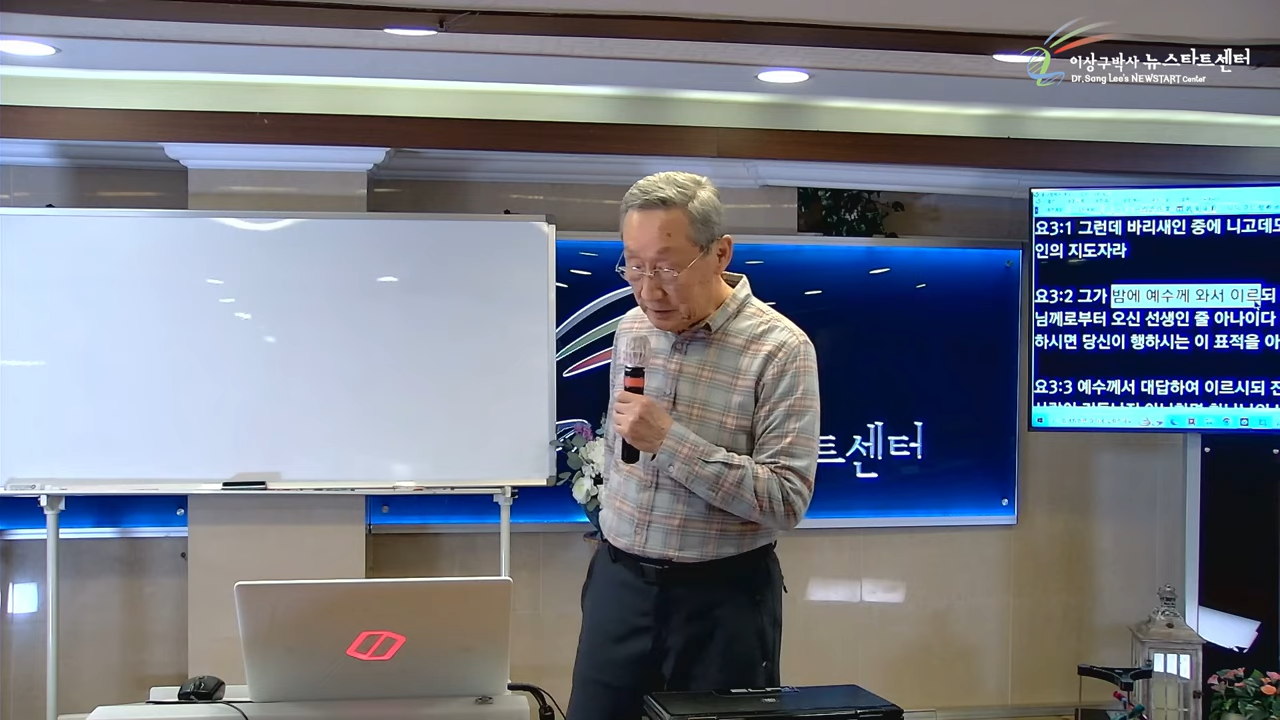 이상구박사 뉴스타트센터
Dr. Sang Lee's NEWSTART Center
요3:1 그런데 바리새인 중에 니고데모
인의 지도자라
요3:2 그가 밤에 예수께 와서 이르되
님께로부터 오신 선생인 줄 아나이다
하시면 당신이 행하시는 이 표적을 아
요3:3 예수께서 대답하여 이르시되 진
트센터